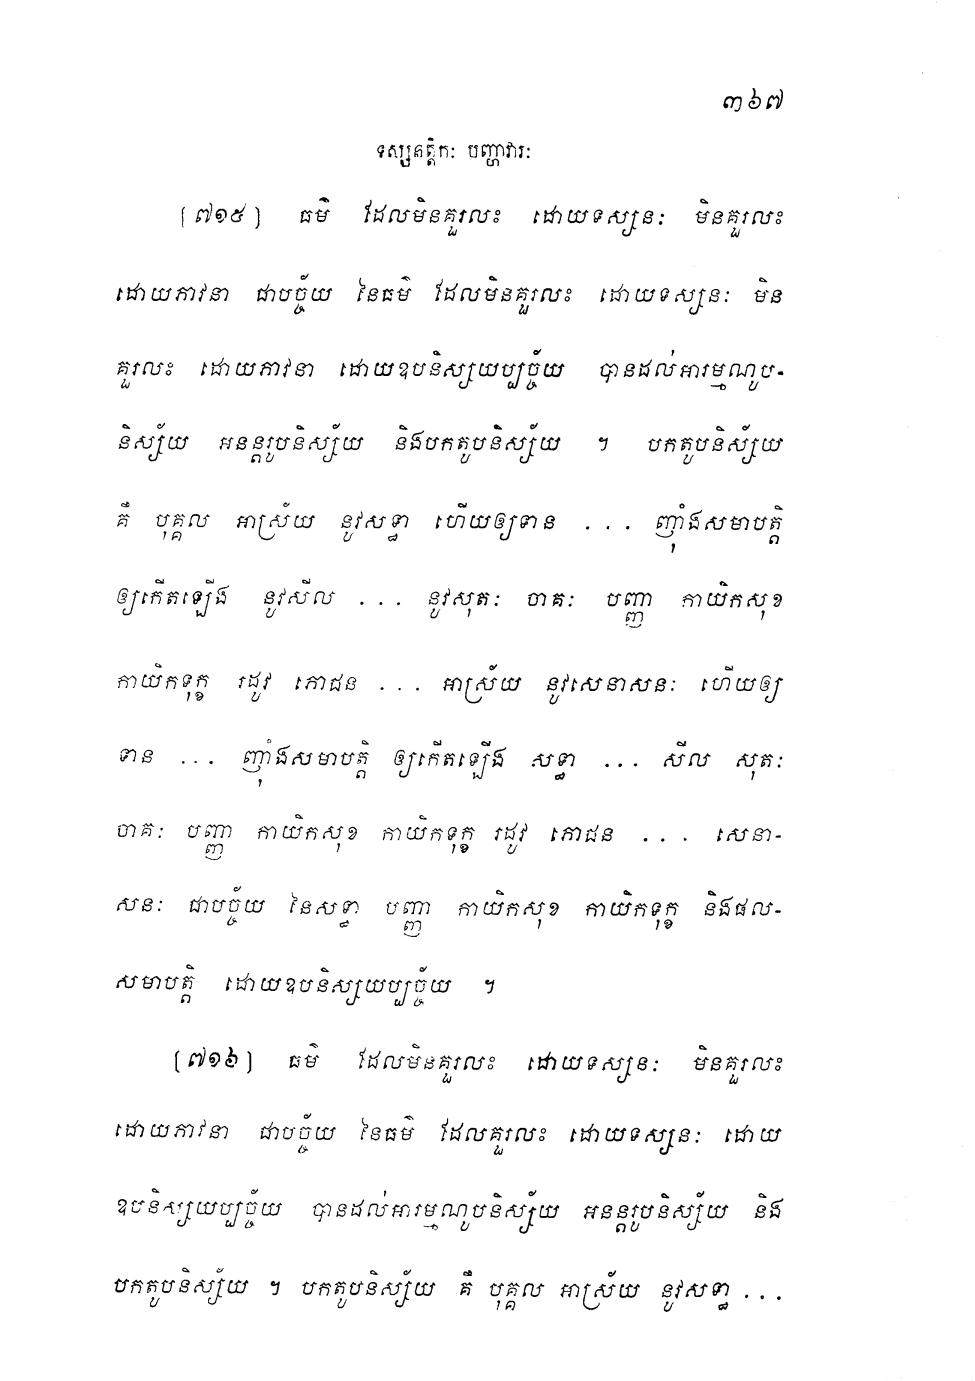 ៣៦៧
ទស្សនត្តិកៈ បញ្ហាវារៈ
[៧១៥] ធម៌ ដែលមិនគួរលះ ដោយទស្សនៈ មិនគួរលះ
ដោយភាវនា ជាបច្ច័យ នៃធម៌ ដែលមិនគួរលះ ដោយទស្សនៈ មិន
គួរលះ ដោយភាវនា ដោយឧបនិស្សយប្បច្ច័យ បានដល់អារម្មណូប-
និស្ស័យ អនន្តរូបនិស្ស័យ និងបកតូបនិស្ស័យ ។ បកតូបនិស្ស័យ
គឺ បុគ្គល អាស្រ័យ នូវសទ្ធា ហើយឲ្យទាន ... ញ៉ាំងសមាបត្តិ
ឲ្យកើតឡើង នូវសីល ... នូវសុតៈ ចាគៈ បញ្ញា កាយិកសុខ
កាយិកទុក្ខ រដូវ ភោជន ... អាស្រ័យ នូវសេនាសនៈ ហើយឲ្យ
ទាន ... ញ៉ាំងសមាបត្តិ ឲ្យកើតឡើង សទ្ធា ... សីល សុតៈ
ចាគៈ បញ្ញា កាយិកសុខ កាយិកទុក្ខ រដូវ ភោជន ... សេនា-
សនៈ ជាបច្ច័យ នៃសទ្ធា បញ្ញា កាយិកសុខ កាយិកទុក្ខ និងផល-
សមាបត្តិ ដោយឧបនិស្សយប្បច្ច័យ ។
[៧១៦] ធម៌ ដែលមិនគួរលះ ដោយទស្សនៈ មិនគួរលះ
ដោយភាវនា ជាបច្ច័យ នៃធម៌ ដែលគួរលះ ដោយទស្សនៈ ដោយ
ឧបនិស្សយប្បច្ច័យ បានដល់អារម្មណូបនិស្ស័យ អនន្តរូបនិស្ស័យ និង
បកតូបនិស្ស័យ ។ បកតូបនិស្ស័យ គឺ បុគ្គល អាស្រ័យ នូវសទ្ធា ...